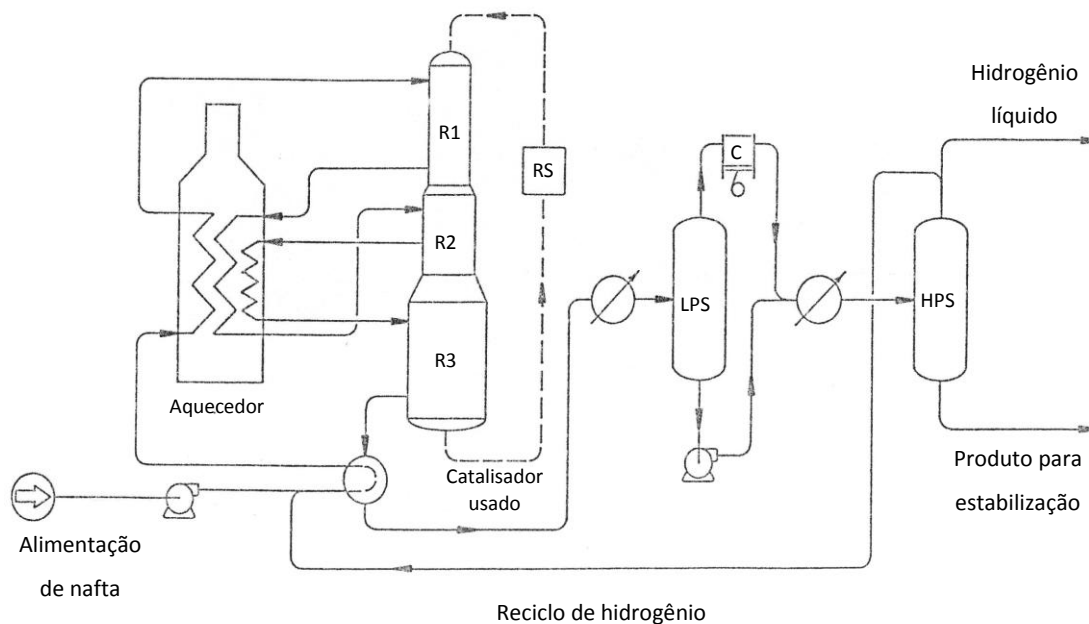 Hidrogênio
líquido
R1
RS
C
R2
LPS
HPS
R3
Aquecedor
Catalisador
usado
Produto para
estabilização
Alimentação
de nafta
Reciclo de hidrogênio